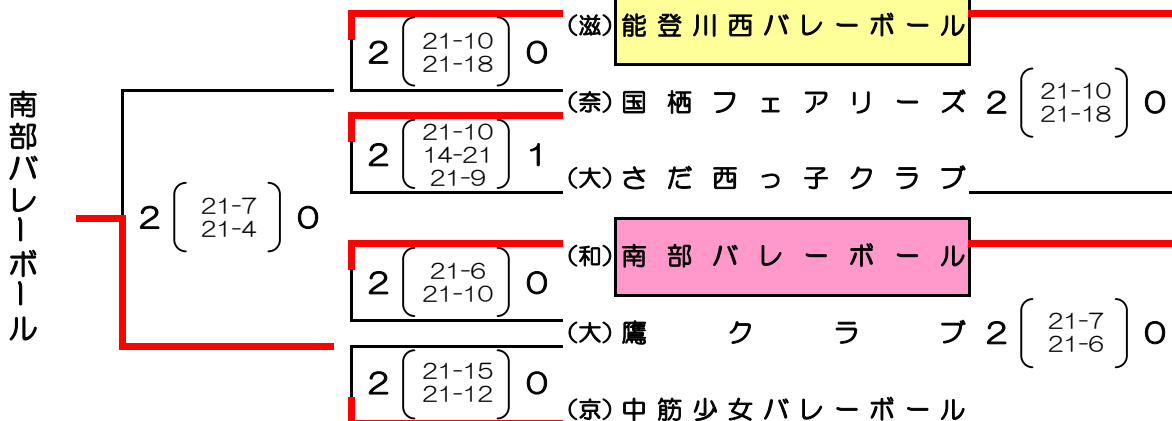 南部バレーボール
2 21-7 0
21-4
2 21-10 0
21-18
2 21-10 1
14-21
21-9
2 21-6 0
21-10
2 21-15 0
21-12
(滋) 能登川西バレーボール
(奈) 国栖フェアリーズ
(大) さだ西っ子クラブ
(和) 南部バレーボール
(大) 鷹クラブ
(京) 中筋少女バレーボール
2 21-10 0
21-18
2 21-7 0
21-6